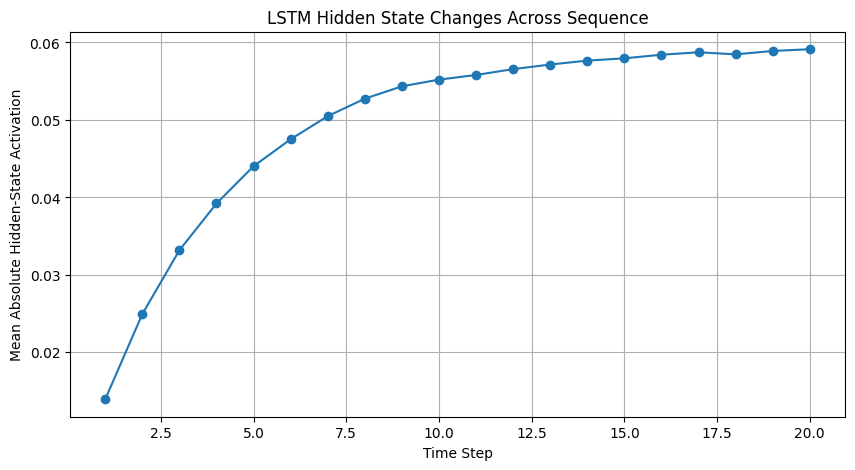 LSTM Hidden State Changes Across Sequence
Mean Absolute Hidden-State Activation
0.06
0.05
0.04
0.03
0.02
2.5 5.0 7.5 10.0 12.5 15.0 17.5 20.0
Time Step